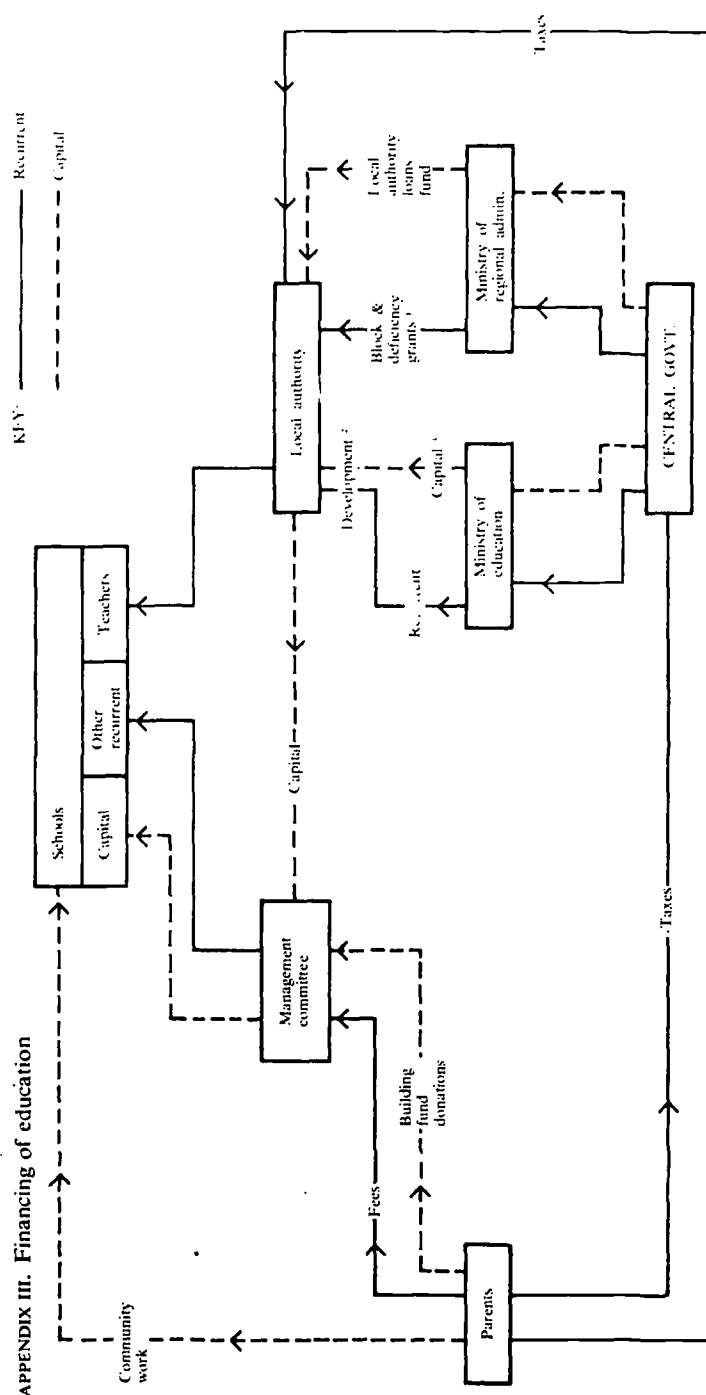 APPENDIX III. Financing of education
KEY:
Recurrent
Capital
Schools
Capital
Other
recurrent
Teachers
Community
work
Management
committee
Capital
Local authority
Taxes
Development ²
Capital
Block &
deficiency
grants ¹
Local authority
loans
fund
Fees
Building
fund
donations
Ministry of
education
Ministry of
regional admin.
Parents
Taxes
CENTRAL GOVT.